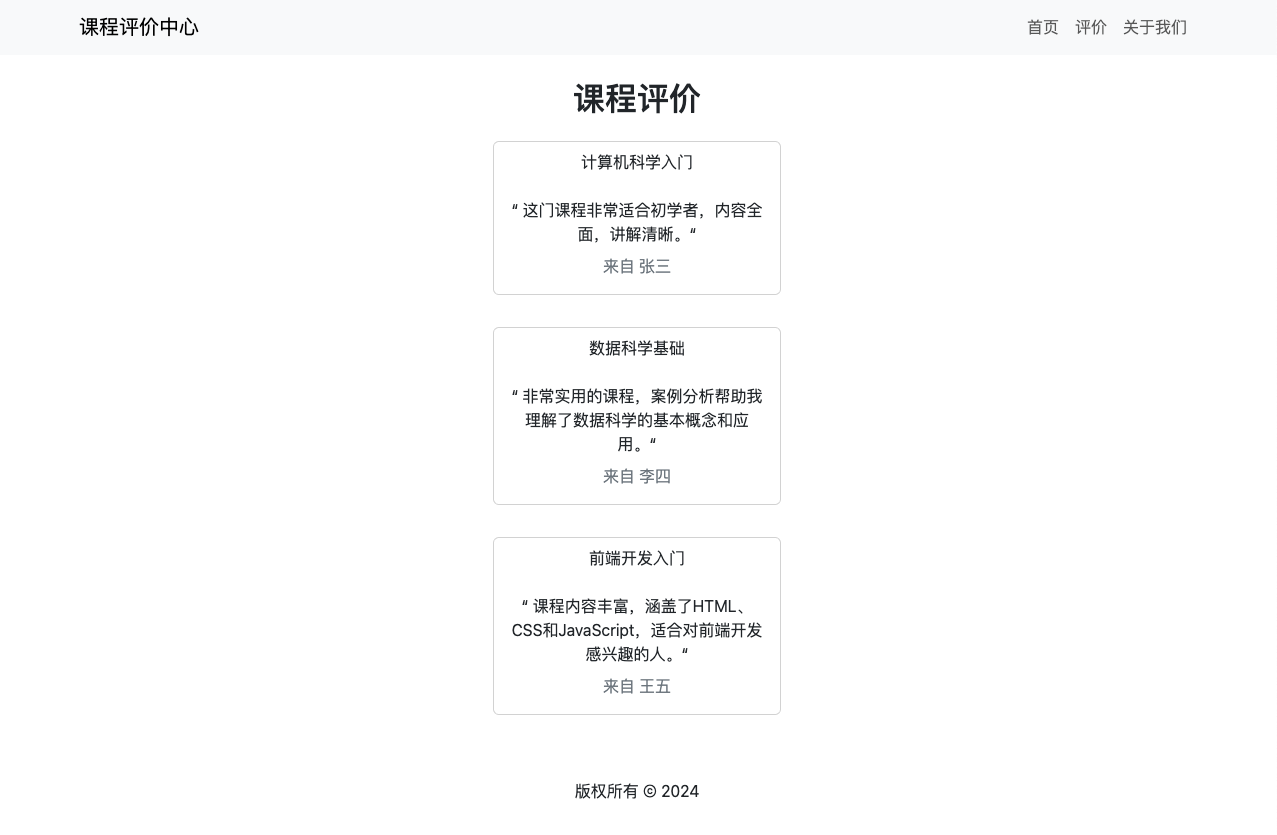 课程评价中心
首页 评价 关于我们
课程评价
计算机科学入门
“ 这门课程非常适合初学者，内容全
面，讲解清晰。“
来自 张三
数据科学基础
“ 非常实用的课程，案例分析帮助我
理解了数据科学的基本概念和应
用。“
来自 李四
前端开发入门
“ 课程内容丰富，涵盖了HTML、
CSS和JavaScript，适合对前端开发
感兴趣的人。“
来自 王五
版权所有 © 2024